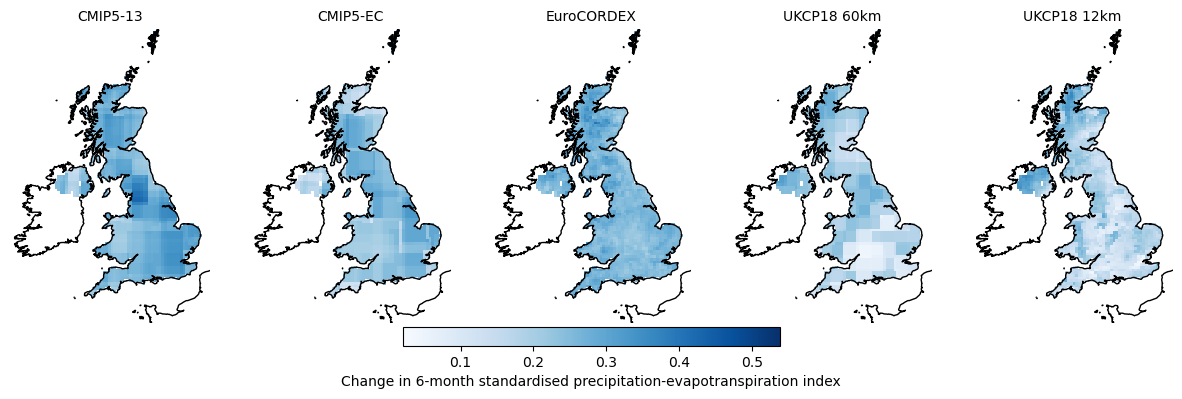 CMIP5-13 CMIP5-EC EuroCORDEX UKCP18 60km UKCP18 12km
0.1 0.2 0.3 0.4 0.5
Change in 6-month standardised precipitation-evapotranspiration index